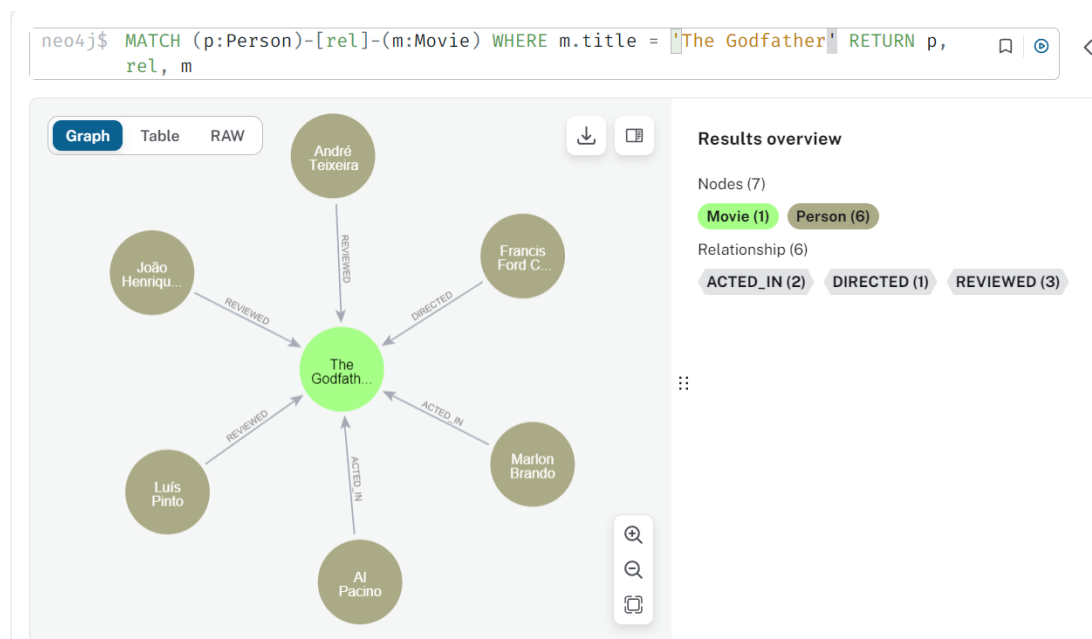 neo4j$ MATCH (p:Person)-[rel]-(m:Movie) WHERE m.title = 'The Godfather' RETURN p,
rel, m
Graph Table RAW
André
Teixeira
REVIEWED
João
Henriqu...
REVIEWED
Francis
Ford C...
DIRECTED
The
Godfath...
REVIEWED
Luís
Pinto
ACTED_IN
Al
Pacino
ACTED_IN
Marlon
Brando
Results overview
Nodes (7)
Movie (1) Person (6)
Relationship (6)
ACTED_IN (2) DIRECTED (1) REVIEWED (3)